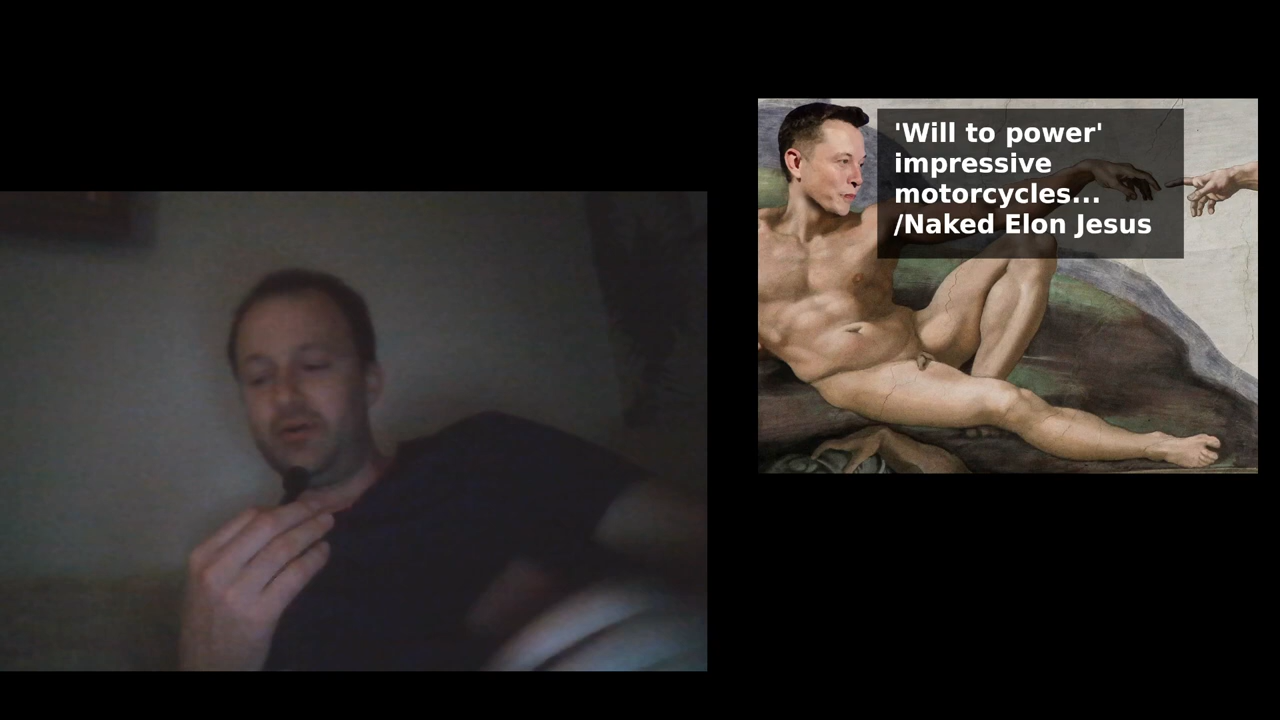 'Will to power'
impressive
motorcycles...
/Naked Elon Jesus